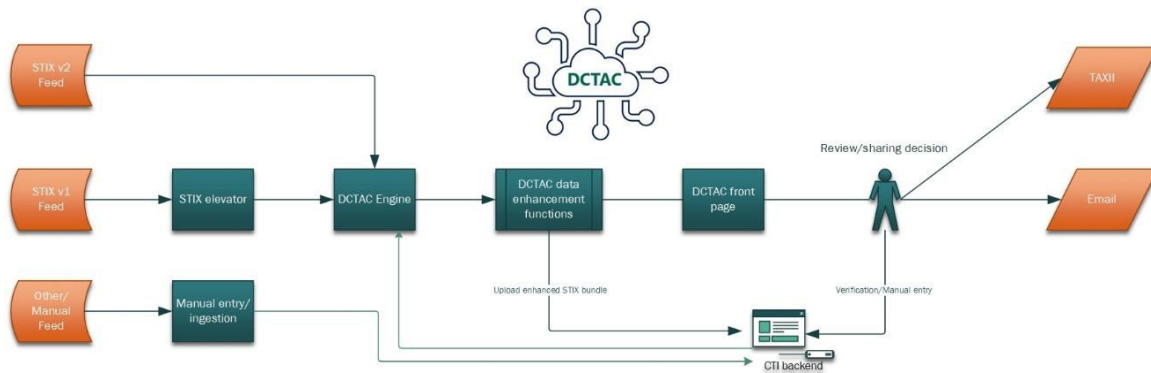 STIX v2
Feed
DCTAC
TAXII
Review/sharing decision
STIX v1
Feed
STIX elevator
DCTAC Engine
DCTAC data
enhancement
functions
DCTAC front
page
Email
Other/
Manual
Feed
Manual entry/
ingestion
Upload enhanced STIX bundle
Verification/Manual entry
CTI backend